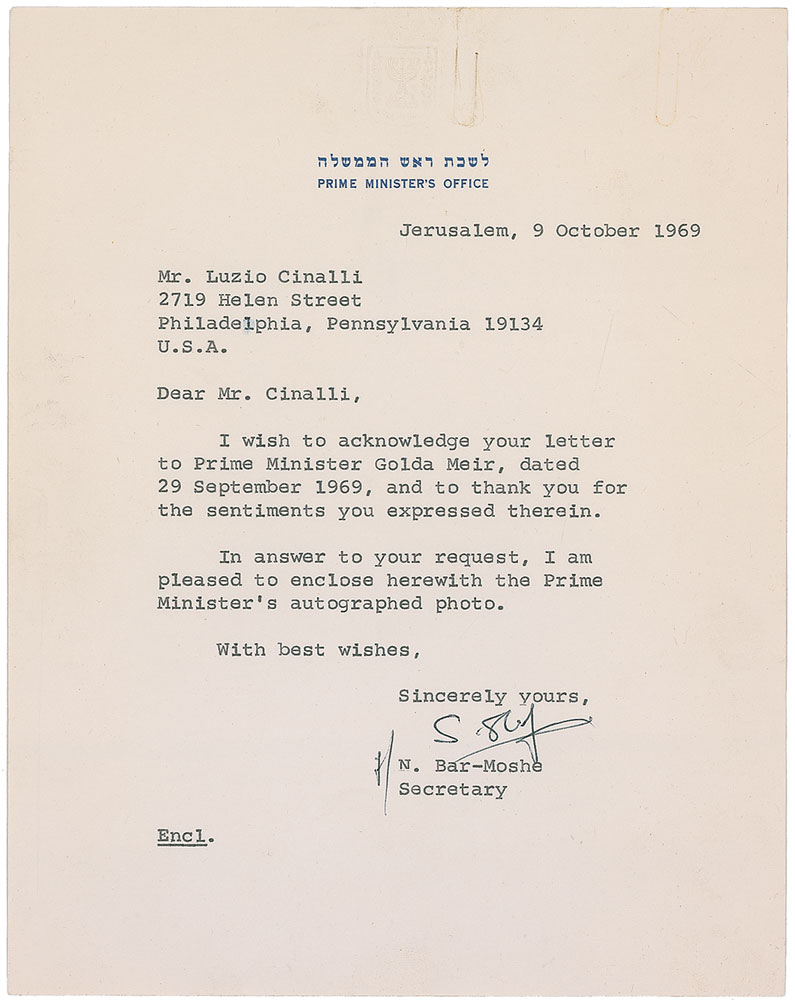 לשכת ראש הממשלה
PRIME MINISTER'S OFFICE
Jerusalem, 9 October 1969
Mr. Luzio Cinalli
2719 Helen Street
Philadelphia, Pennsylvania 19134
U.S.A.
Dear Mr. Cinalli,
I wish to acknowledge your letter
to Prime Minister Golda Meir, dated
29 September 1969, and to thank you for
the sentiments you expressed therein.
In answer to your request, I am
pleased to enclose herewith the Prime
Minister's autographed photo.
With best wishes,
Sincerely yours,
N. Bar-Moshe
Secretary
Encl.